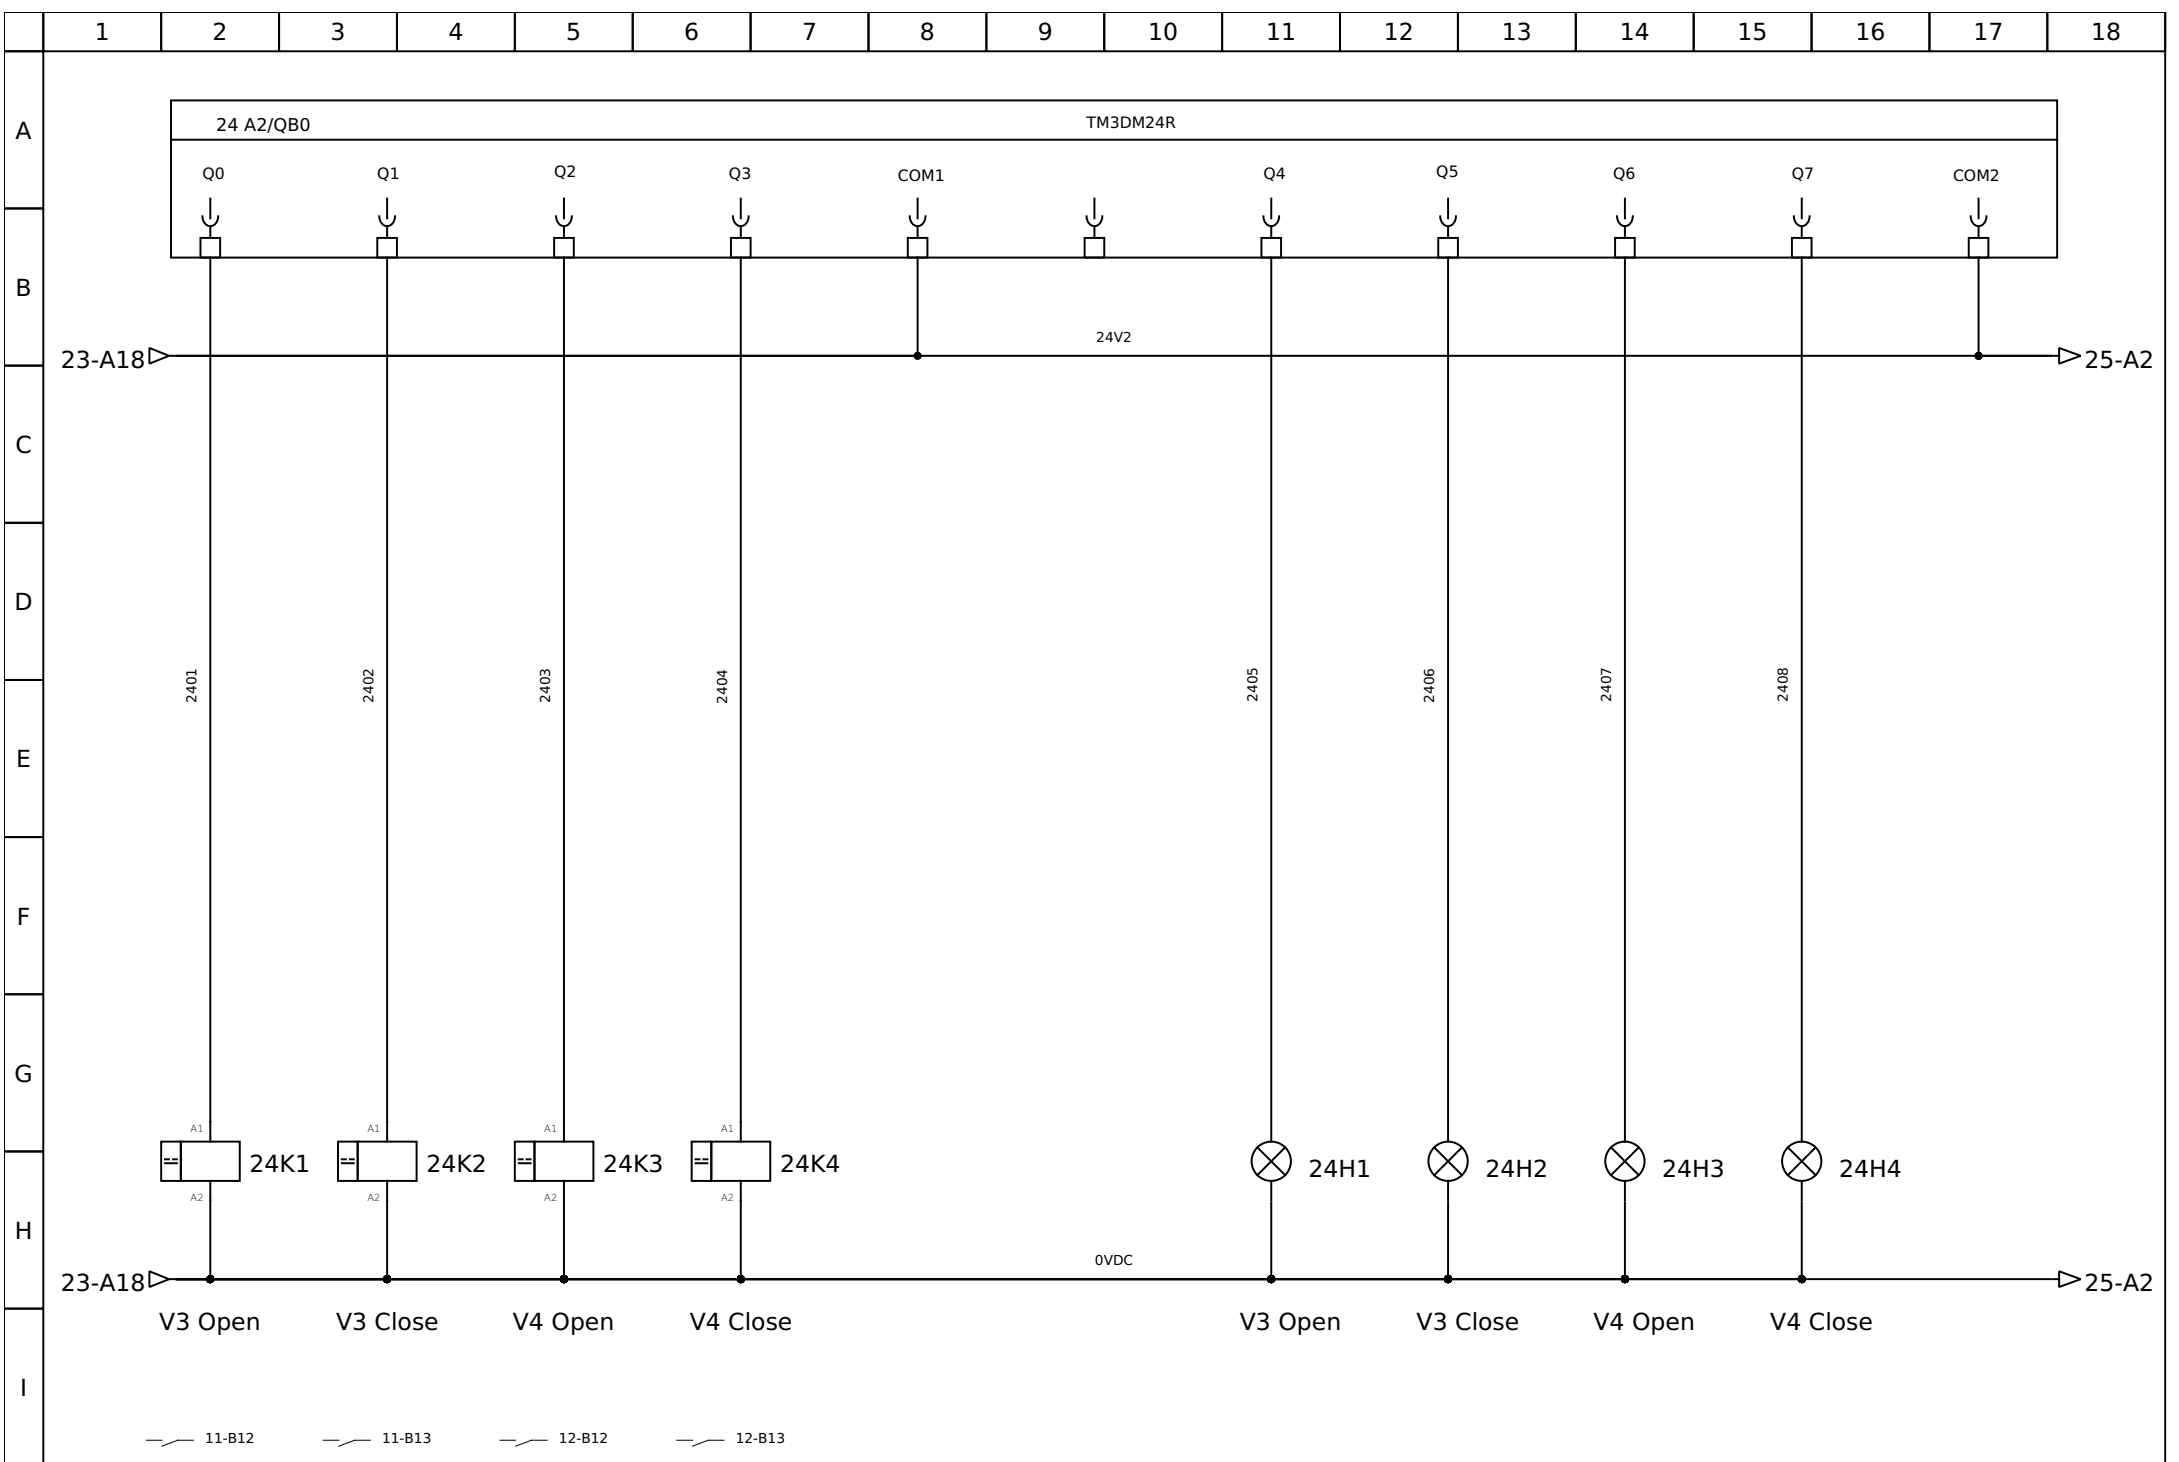 1 2 3 4 5 6 7 8 9 10 11 12 13 14 15 16 17 18
A
24 A2/QB0 TM3DM24R
Q0 Q1 Q2 Q3 COM1 Q4 Q5 Q6 Q7 COM2
B
24V2
23-A18 25-A2
C
D
2401 2402 2403 2404 2405 2406 2407 2408
E
F
G
A1 A1 A1 A1
24K1 24K2 24K3 24K4 24H1 24H2 24H3 24H4
A2 A2 A2 A2
H
0VDC
23-A18 25-A2
V3 Open V3 Close V4 Open V4 Close V3 Open V3 Close V4 Open V4 Close
I
11-B12 11-B13 12-B12 12-B13